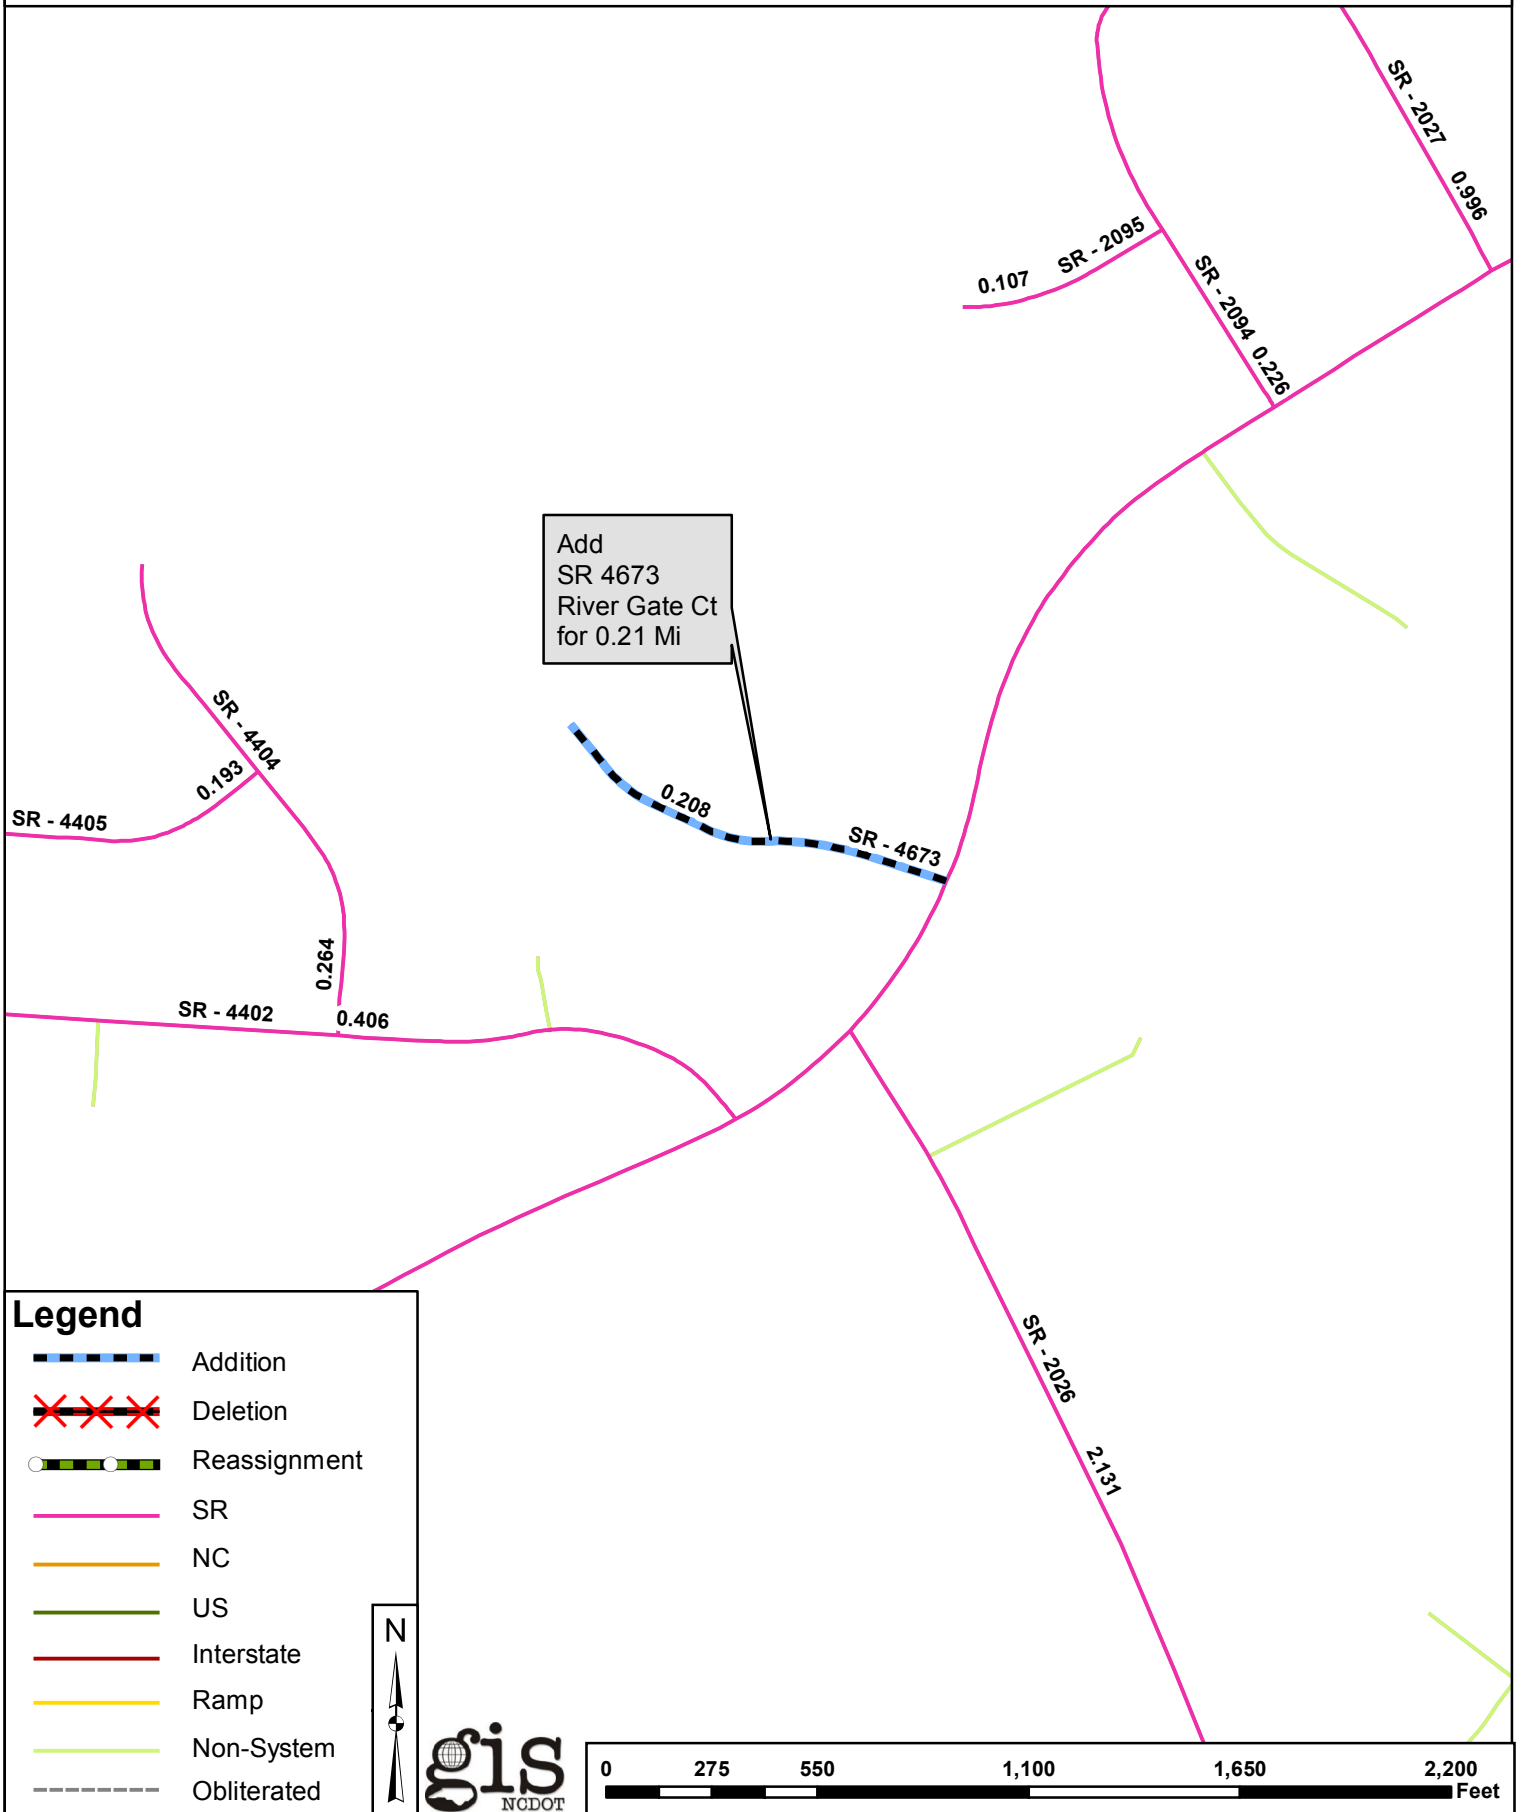 SR - 2027
0.996
SR - 2095
0.107
SR - 2094
0.226
Add
SR 4673
River Gate Ct
for 0.21 Mi
SR - 4404
0.193
SR - 4405
0.208
SR - 4673
0.264
SR - 4402
0.406
SR - 2026
2.131
Legend
Addition
Deletion
Reassignment
SR
NC
US
Interstate
Ramp
Non-System
Obliterated
N
gis
NCDOT
0 275 550 1,100 1,650 2,200
Feet